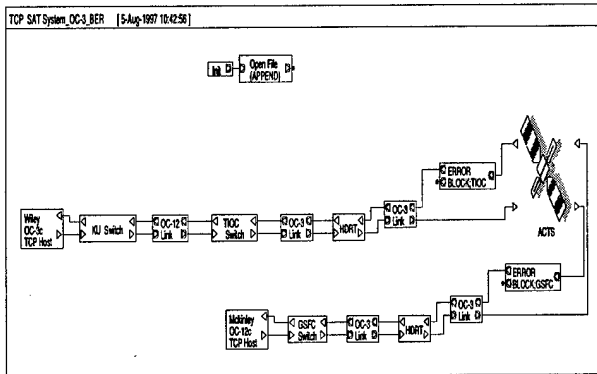 TCP SAT System_OC-3_BER [5-Aug-1997 10:42:56]
Init
Open File
(APPEND)
ERROR
BLOCK;TIOC
Wiley
OC-3c
TCP Host
KU Switch
OC-12
Link
TIOC
Switch
OC-3
Link
HDRT
OC-3
Link
ACTS
ERROR
BLOCK;GSFC
Mckinley
OC-12c
TCP Host
GSFC
Switch
OC-3
Link
HDRT
OC-3
Link